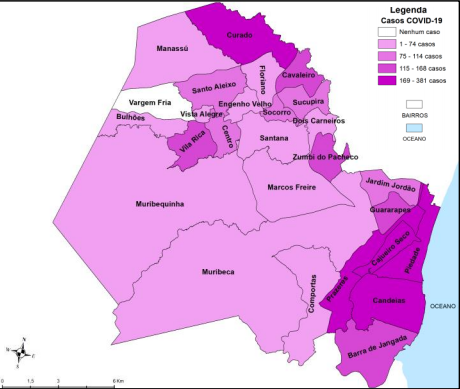 Legenda
Casos COVID-19
Nenhum caso
1 - 74 casos
75 - 114 casos
115 - 168 casos
169 - 381 casos
BAIRROS
OCEANO
Curado
Manassú
Floriano
Cavaleiro
Santo Aleixo
Vargem Fria
Engenho Velho
Sucupira
Socorro
Bulhões
Vista Alegre
Dois Carneiros
Vila Rica
Centro
Santana
Zumbi do Pacheco
Marcos Freire
Jardim Jordão
Muribequinha
Guararapes
Cajueiro Seco
Piedade
Muribeca
Comportas
Prazeres
Candeias
OCEANO
Barra de Jangada
N
S
E
0 1,5 3 6 Km